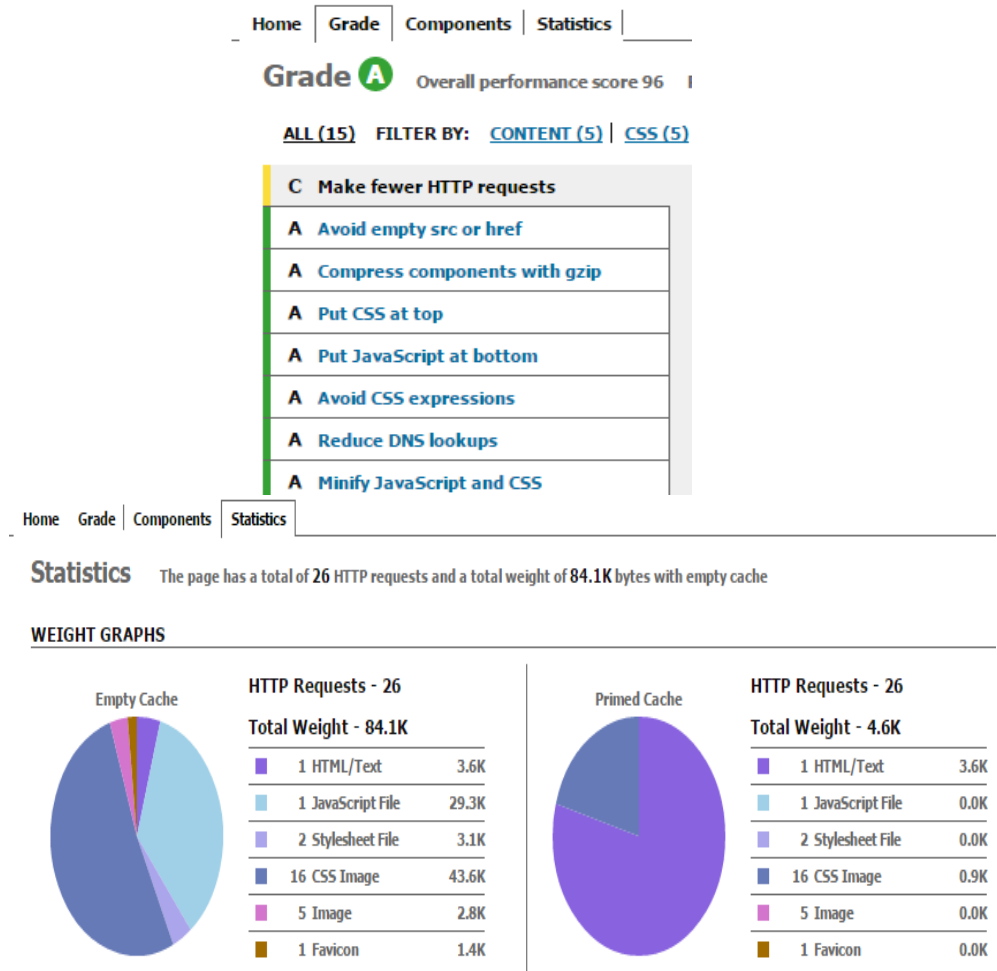 Home Grade Components Statistics
Grade A Overall performance score 96
ALL (15) FILTER BY: CONTENT (5) CSS (5)
C Make fewer HTTP requests
A Avoid empty src or href
A Compress components with gzip
A Put CSS at top
A Put JavaScript at bottom
A Avoid CSS expressions
A Reduce DNS lookups
A Minify JavaScript and CSS
Home Grade Components Statistics
Statistics The page has a total of 26 HTTP requests and a total weight of 84.1K bytes with empty cache
WEIGHT GRAPHS
Empty Cache
HTTP Requests - 26
Total Weight - 84.1K
1 HTML/Text 3.6K
1 JavaScript File 29.3K
2 Stylesheet File 3.1K
16 CSS Image 43.6K
5 Image 2.8K
1 Favicon 1.4K
Primed Cache
HTTP Requests - 26
Total Weight - 4.6K
1 HTML/Text 3.6K
1 JavaScript File 0.0K
2 Stylesheet File 0.0K
16 CSS Image 0.9K
5 Image 0.0K
1 Favicon 0.0K